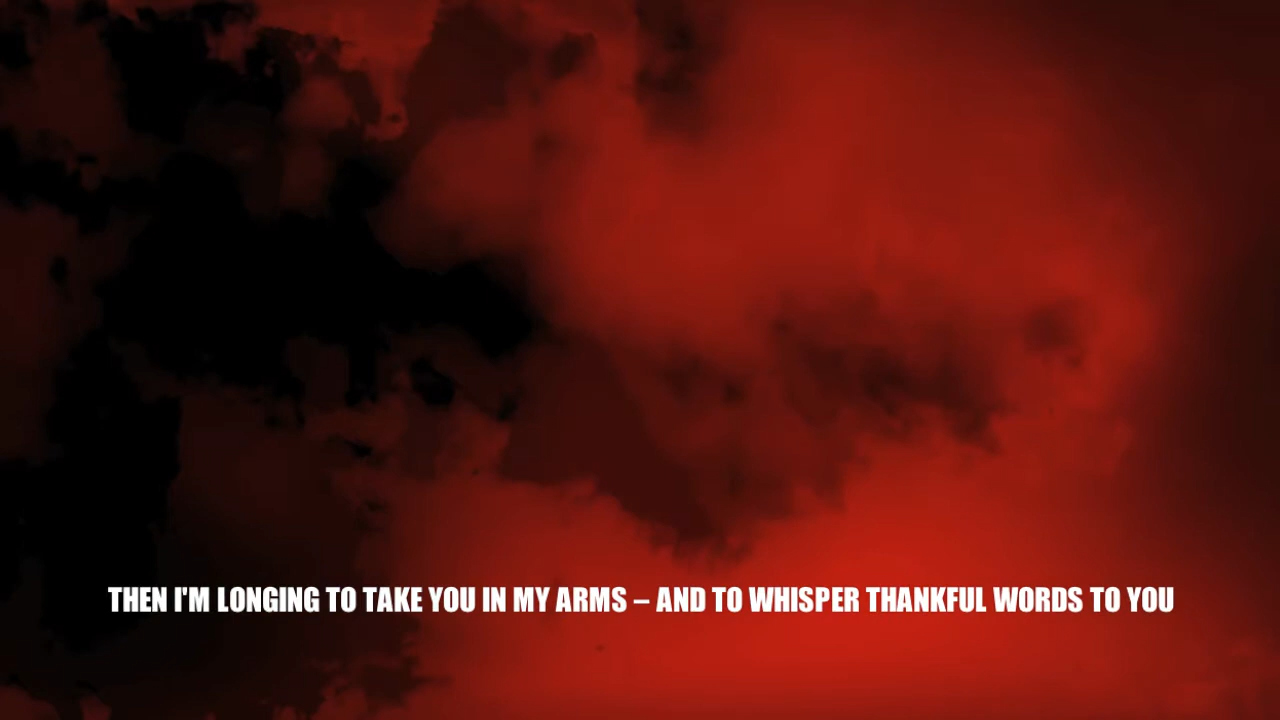 THEN I'M LONGING TO TAKE YOU IN MY ARMS – AND TO WHISPER THANKFUL WORDS TO YOU